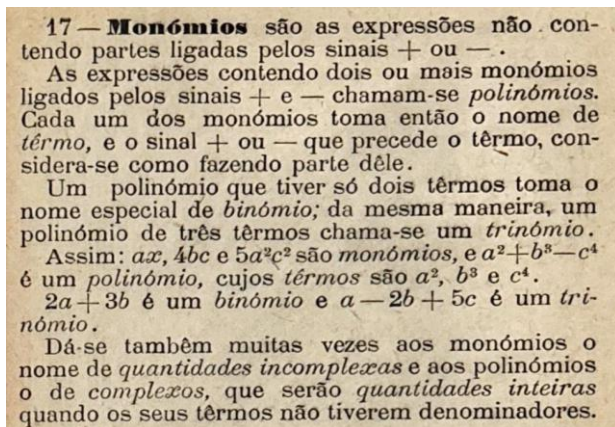 17 — Monómios são as expressões não con-
tendo partes ligadas pelos sinais + ou — .
As expressões contendo dois ou mais monómios
ligados pelos sinais + e — chamam-se polinómios.
Cada um dos monómios toma então o nome de
têrmo, e o sinal + ou — que precede o têrmo, con-
sidera-se como fazendo parte dêle.
Um polinómio que tiver só dois têrmos toma o
nome especial de binómio; da mesma maneira, um
polinómio de três têrmos chama-se um trinómio.
Assim: ax, 4bc e 5a²c² são monómios, e a²+b³—c⁴
é um polinómio, cujos têrmos são a², b³ e c⁴.
2a + 3b é um binómio e a — 2b + 5c é um tri-
nómio.
Dá-se tambêm muitas vezes aos monómios o
nome de quantidades incomplexas e aos polinómios
o de complexos, que serão quantidades inteiras
quando os seus têrmos não tiverem denominadores.